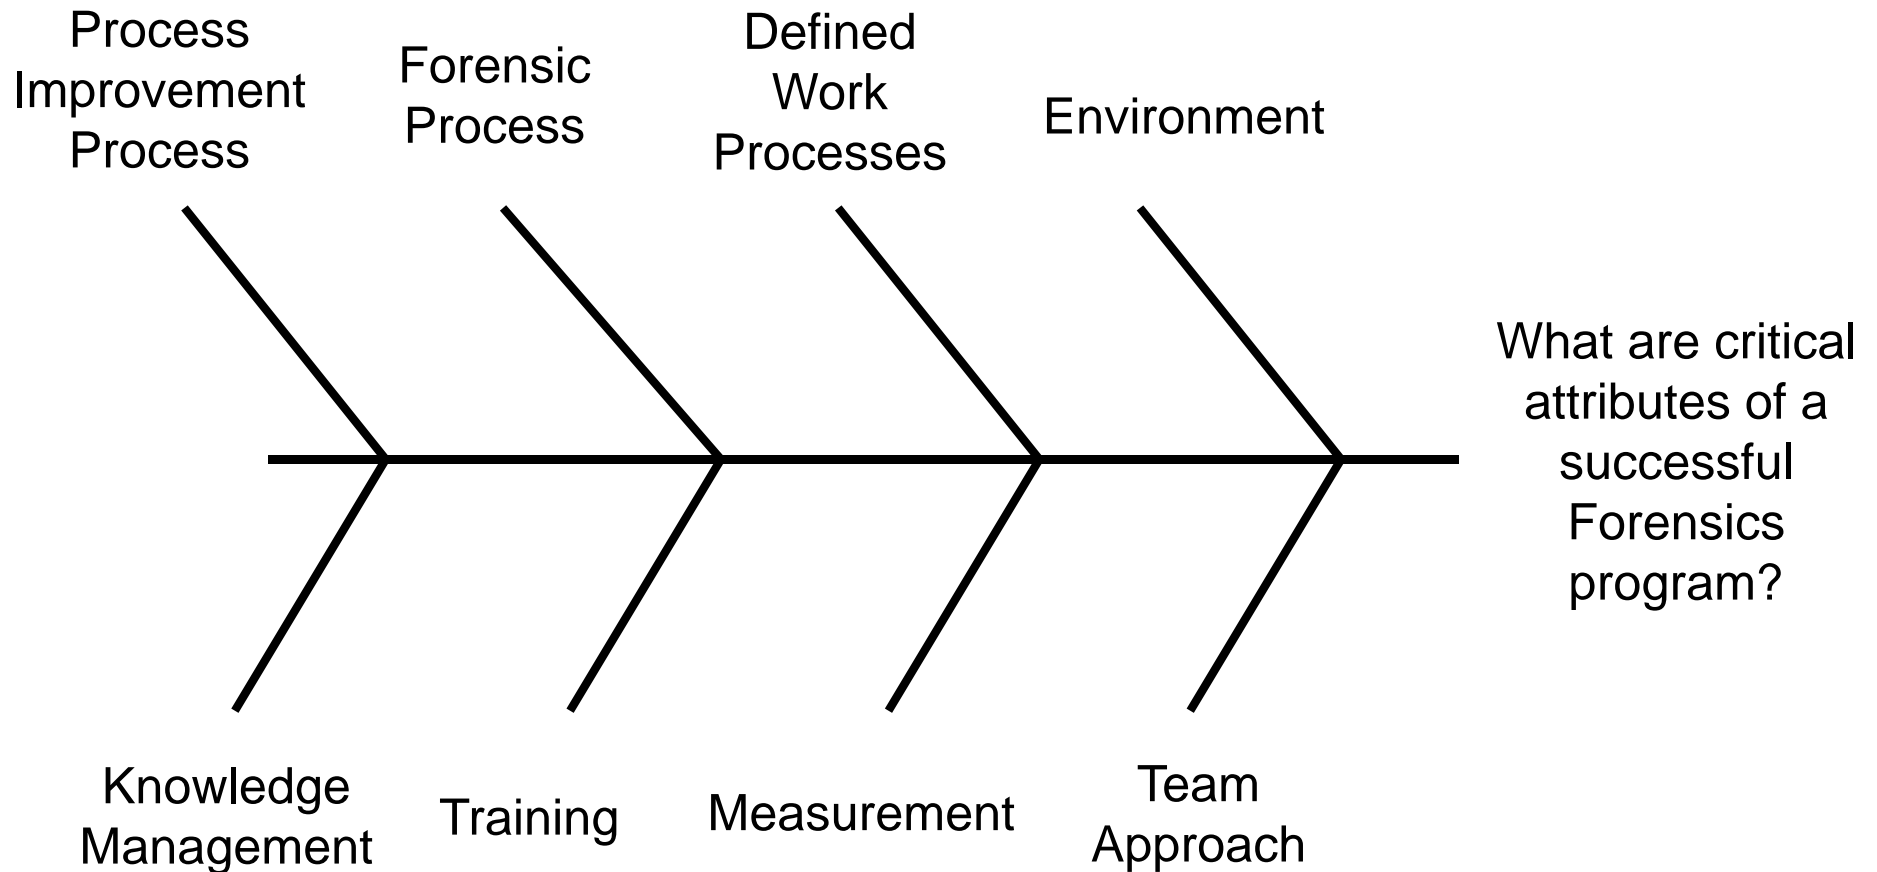 Process
Improvement
Process
Forensic
Process
Defined
Work
Processes
Environment
What are critical
attributes of a
successful
Forensics
program?
Knowledge
Management
Training
Measurement
Team
Approach